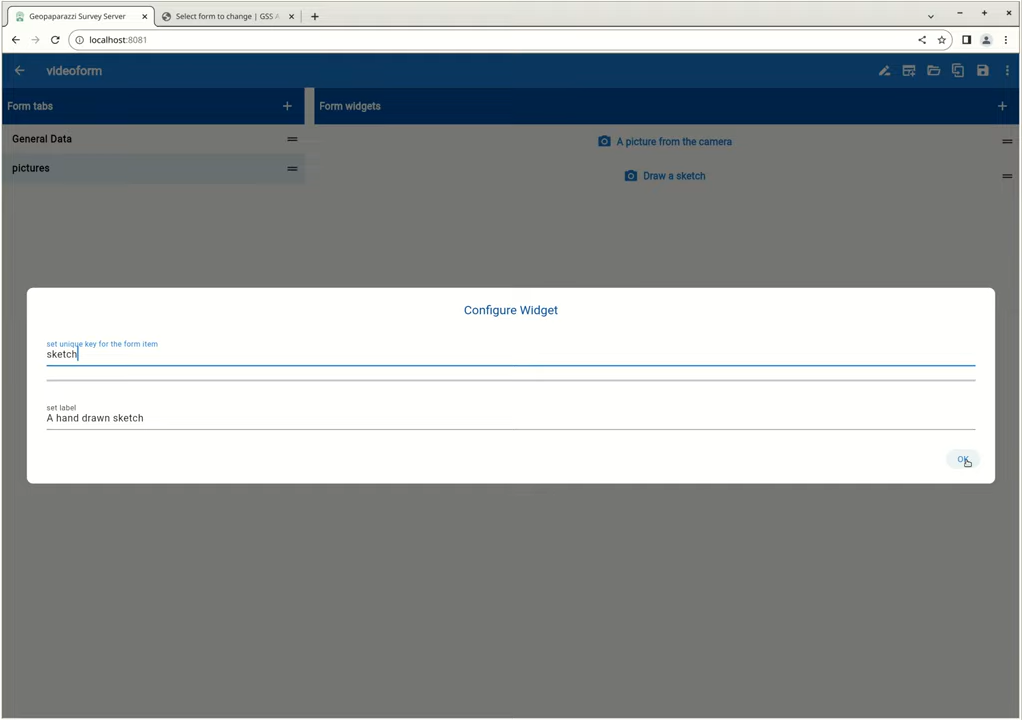 Geopaparazzi Survey Server
Select form to change | GSS
localhost:8081
videoform
Form tabs
Form widgets
General Data
pictures
A picture from the camera
Draw a sketch
Configure Widget
set unique key for the form item
sketch
set label
A hand drawn sketch
OK